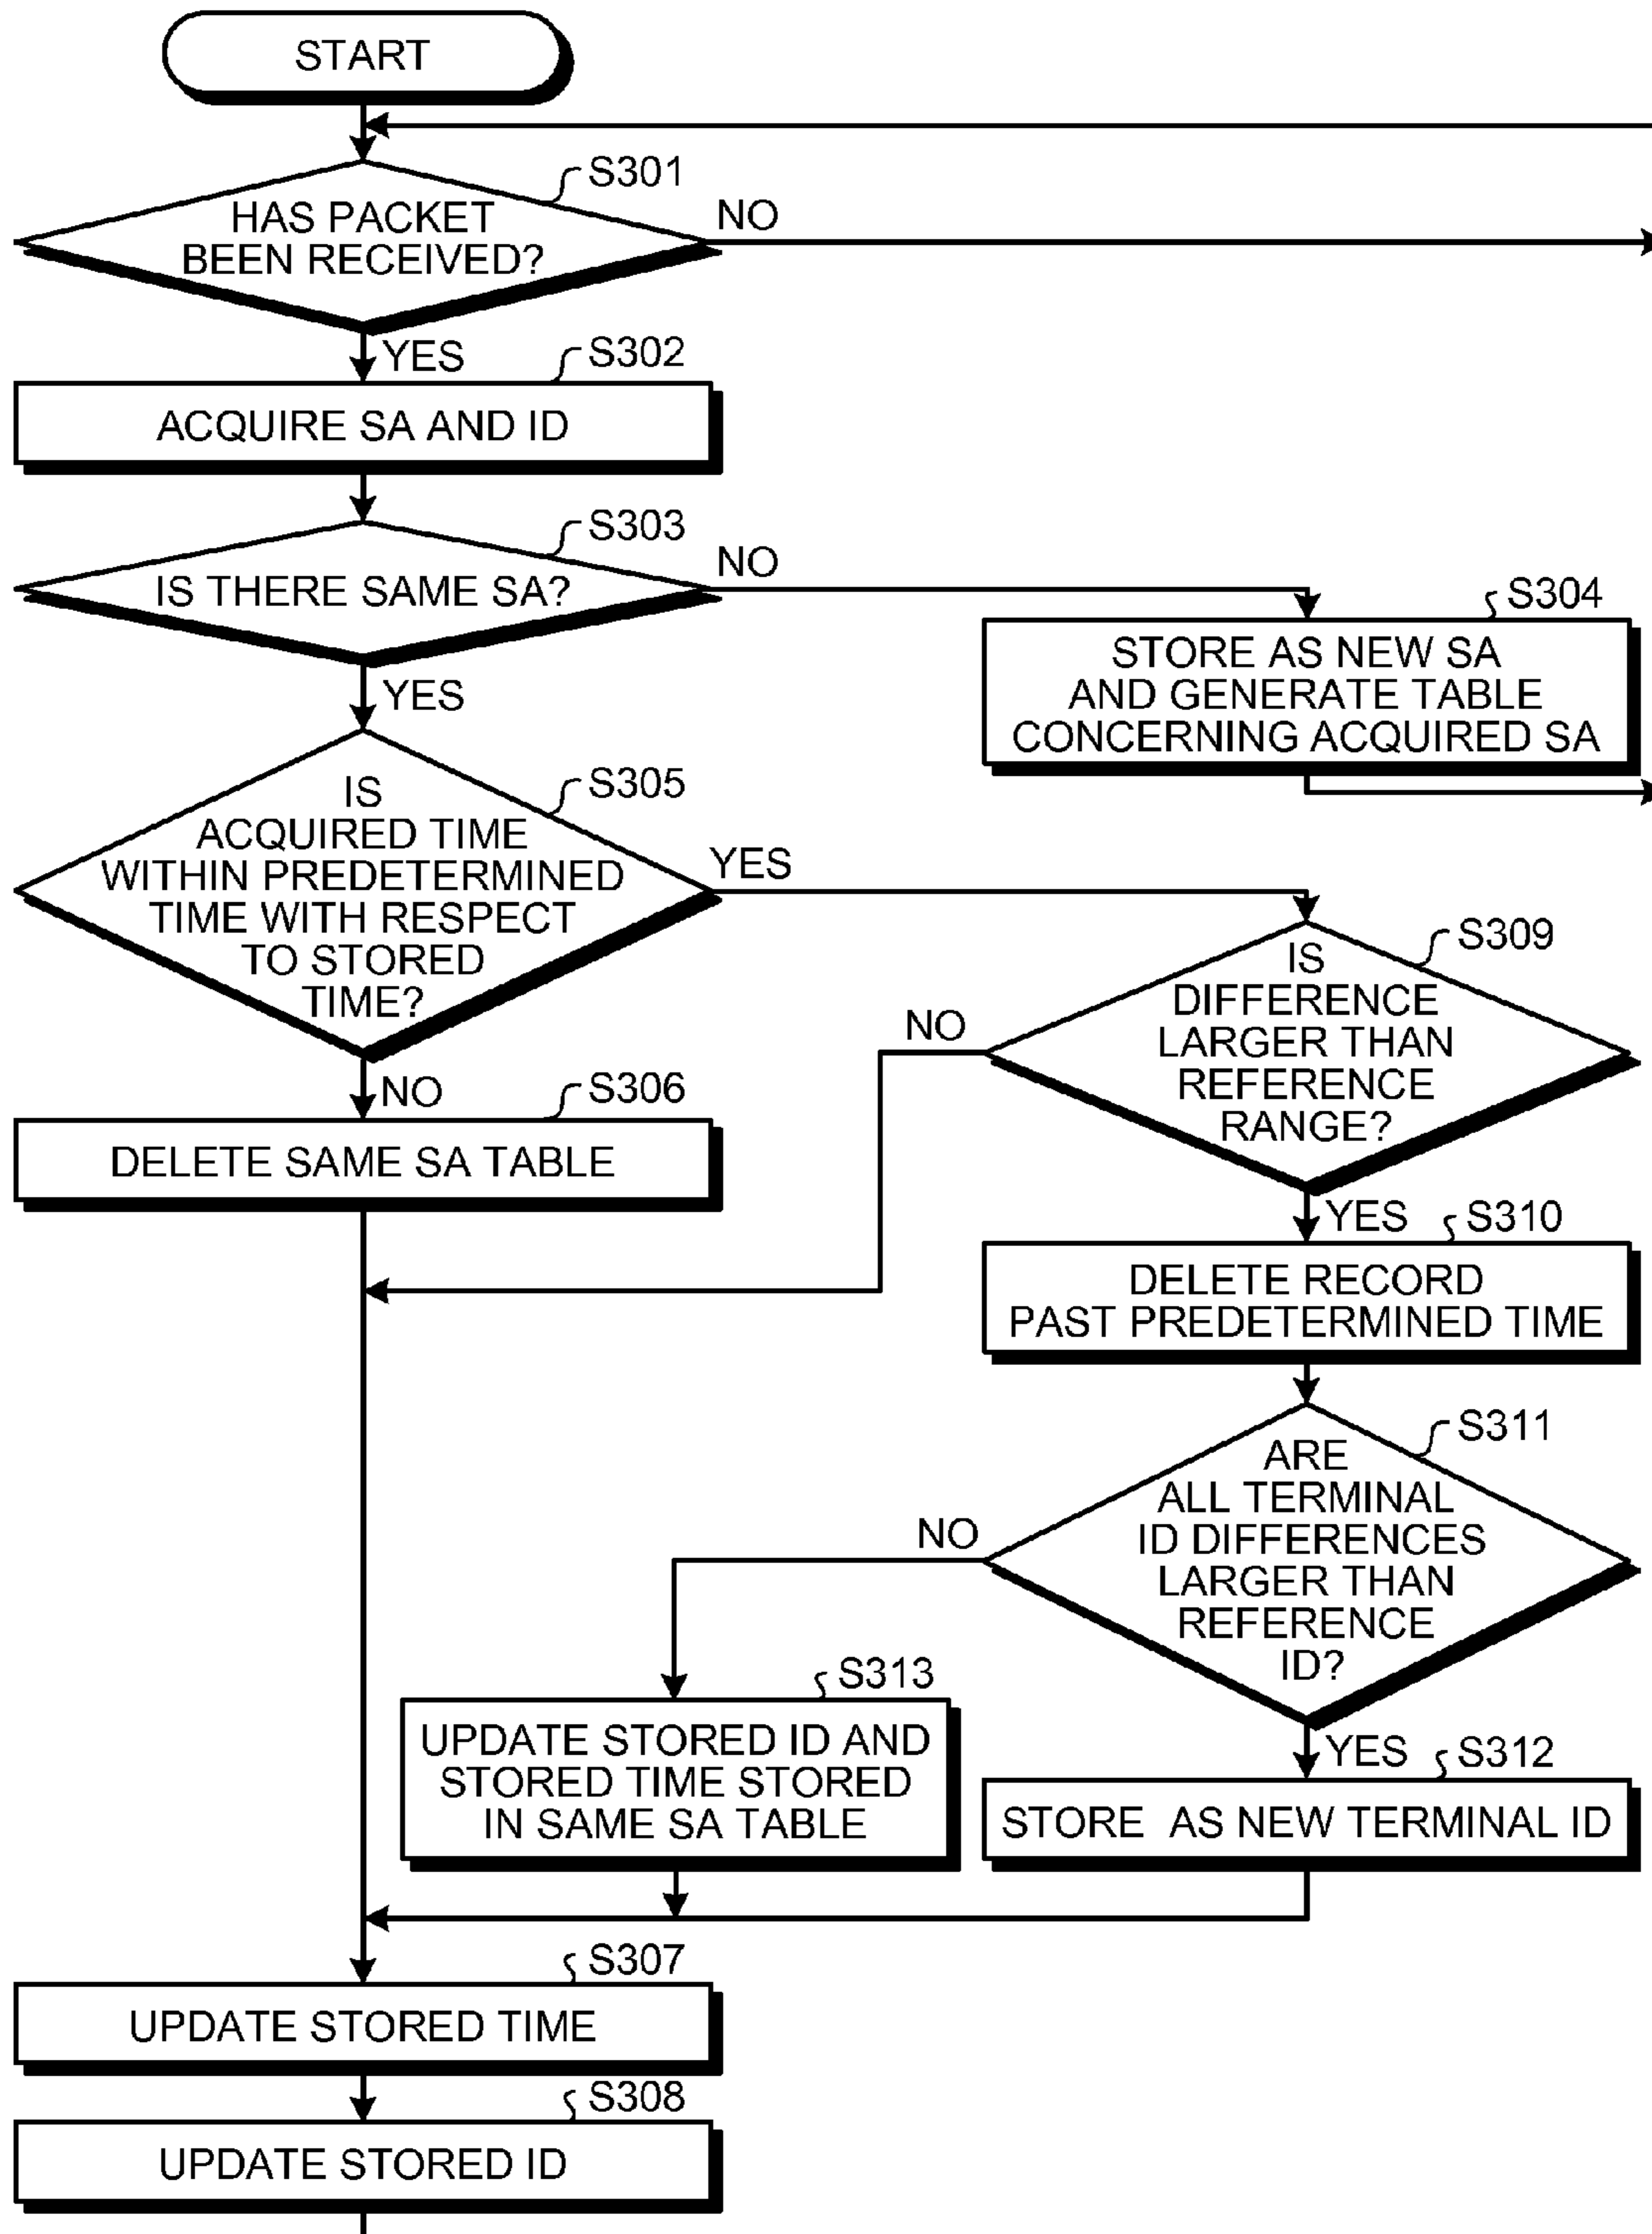 START
S301
HAS PACKET
BEEN RECEIVED?
NO
YES
S302
ACQUIRE SA AND ID
S303
IS THERE SAME SA?
NO
YES
S304
STORE AS NEW SA
AND GENERATE TABLE
CONCERNING ACQUIRED SA
S305
IS
ACQUIRED TIME
WITHIN PREDETERMINED
TIME WITH RESPECT
TO STORED
TIME?
YES
NO
S306
DELETE SAME SA TABLE
S309
IS
DIFFERENCE
LARGER THAN
REFERENCE
RANGE?
NO
YES
S310
DELETE RECORD
PAST PREDETERMINED TIME
S311
ARE
ALL TERMINAL
ID DIFFERENCES
LARGER THAN
REFERENCE
ID?
NO
YES
S313
UPDATE STORED ID AND
STORED TIME STORED
IN SAME SA TABLE
S312
STORE AS NEW TERMINAL ID
S307
UPDATE STORED TIME
S308
UPDATE STORED ID